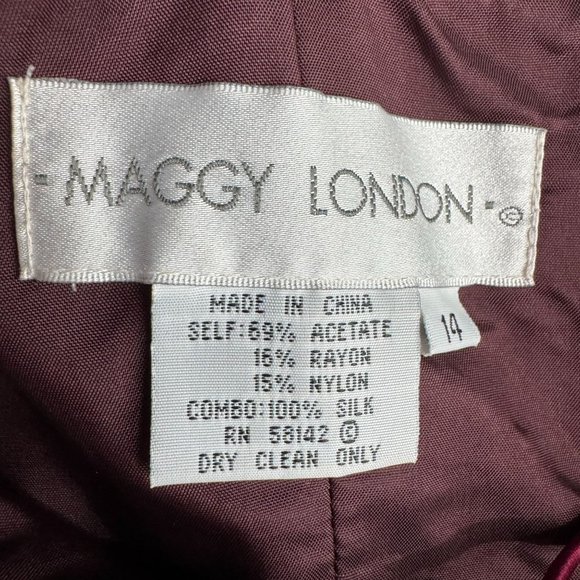 - MAGGY LONDON - ©
MADE IN CHINA
SELF: 69% ACETATE
16% RAYON
15% NYLON
COMBO:100% SILK
RN 58142 ©
DRY CLEAN ONLY
14